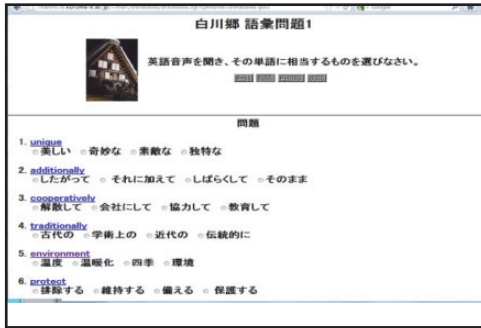 白川郷 語彙問題1
英語音声を聞き、その単語に相当するものを選びなさい。
問題
1. unique
美しい 奇妙な 素敵な 独特な
2. additionally
したがって それに加えて しばらくして そのまま
3. cooperatively
解散して 会社にして 協力して 教育して
4. traditionally
古代の 学術上の 近代の 伝統的に
5. environment
温度 温暖化 四季 環境
6. protect
排除する 維持する 備える 保護する